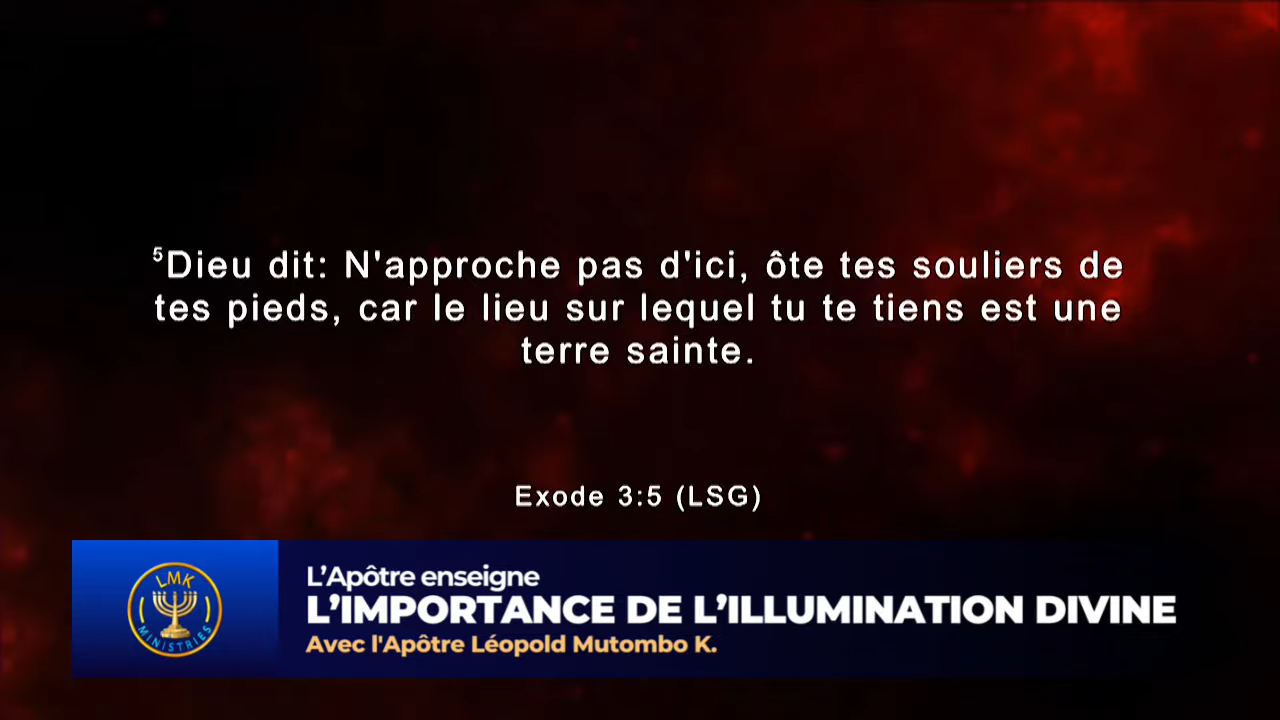 ⁵Dieu dit: N'approche pas d'ici, ôte tes souliers de
tes pieds, car le lieu sur lequel tu te tiens est une
terre sainte.
Exode 3:5 (LSG)
LMK
MINISTRIES
L’Apôtre enseigne
L’IMPORTANCE DE L’ILLUMINATION DIVINE
Avec l'Apôtre Léopold Mutombo K.